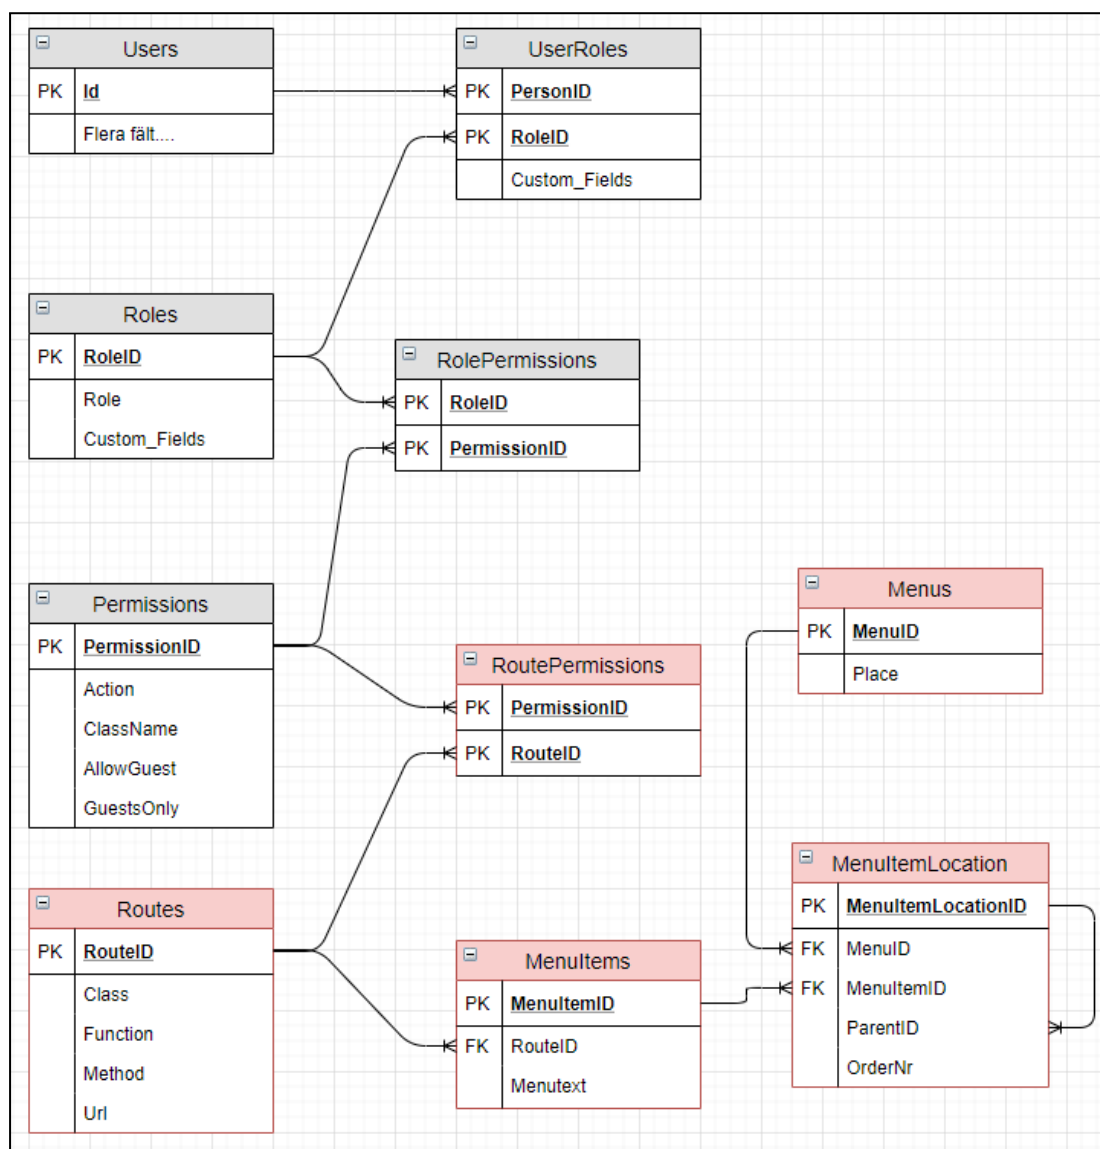 Users
PK Id
Flera fält....
UserRoles
PK PersonID
PK RoleID
Custom_Fields
Roles
PK RoleID
Role
Custom_Fields
RolePermissions
PK RoleID
PK PermissionID
Permissions
PK PermissionID
Action
ClassName
AllowGuest
GuestsOnly
RoutePermissions
PK PermissionID
PK RouteID
Menus
PK MenuID
Place
Routes
PK RouteID
Class
Function
Method
Url
MenuItems
PK MenuItemID
FK RouteID
Menutext
MenuItemLocation
PK MenuItemLocationID
FK MenuID
FK MenuItemID
ParentID
OrderNr